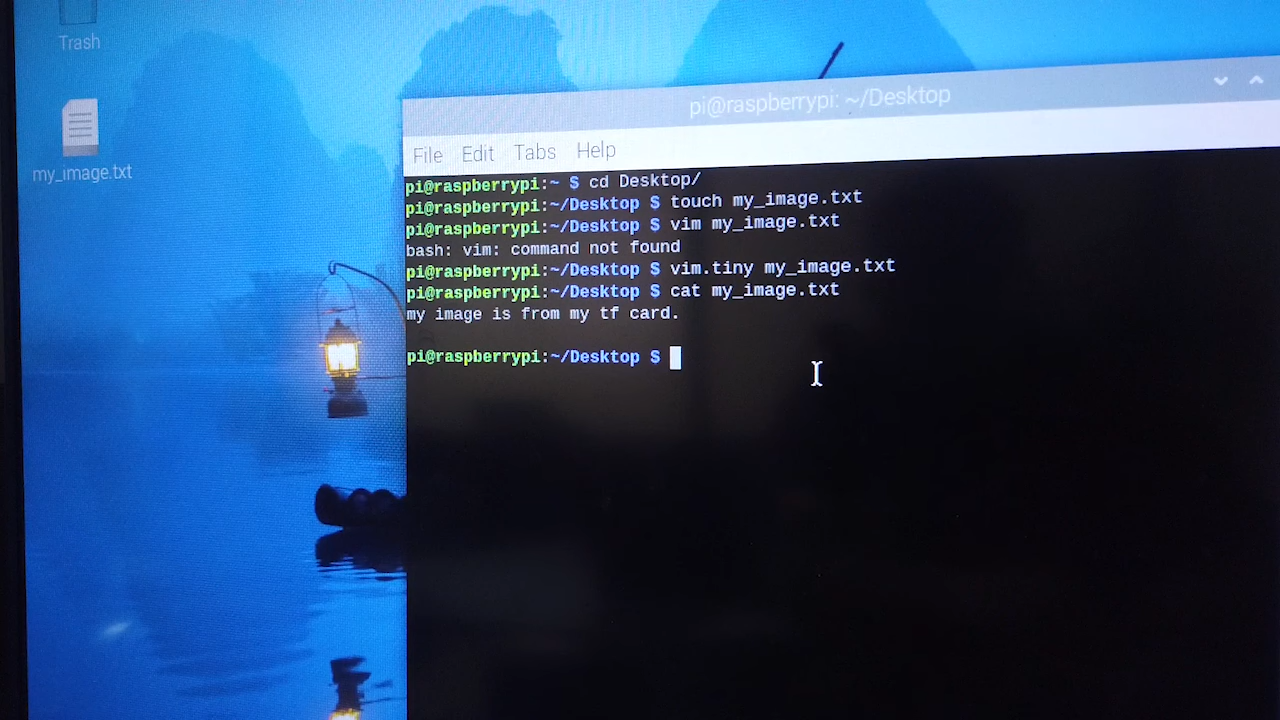 Trash
my_image.txt
pi@raspberrypi: ~/Desktop
File Edit Tabs Help
pi@raspberrypi:~ $ cd Desktop/
pi@raspberrypi:~/Desktop $ touch my_image.txt
pi@raspberrypi:~/Desktop $ vim my_image.txt
bash: vim: command not found
pi@raspberrypi:~/Desktop $ vim.tiny my_image.txt
pi@raspberrypi:~/Desktop $ cat my_image.txt
my image is from my tf card.
pi@raspberrypi:~/Desktop $